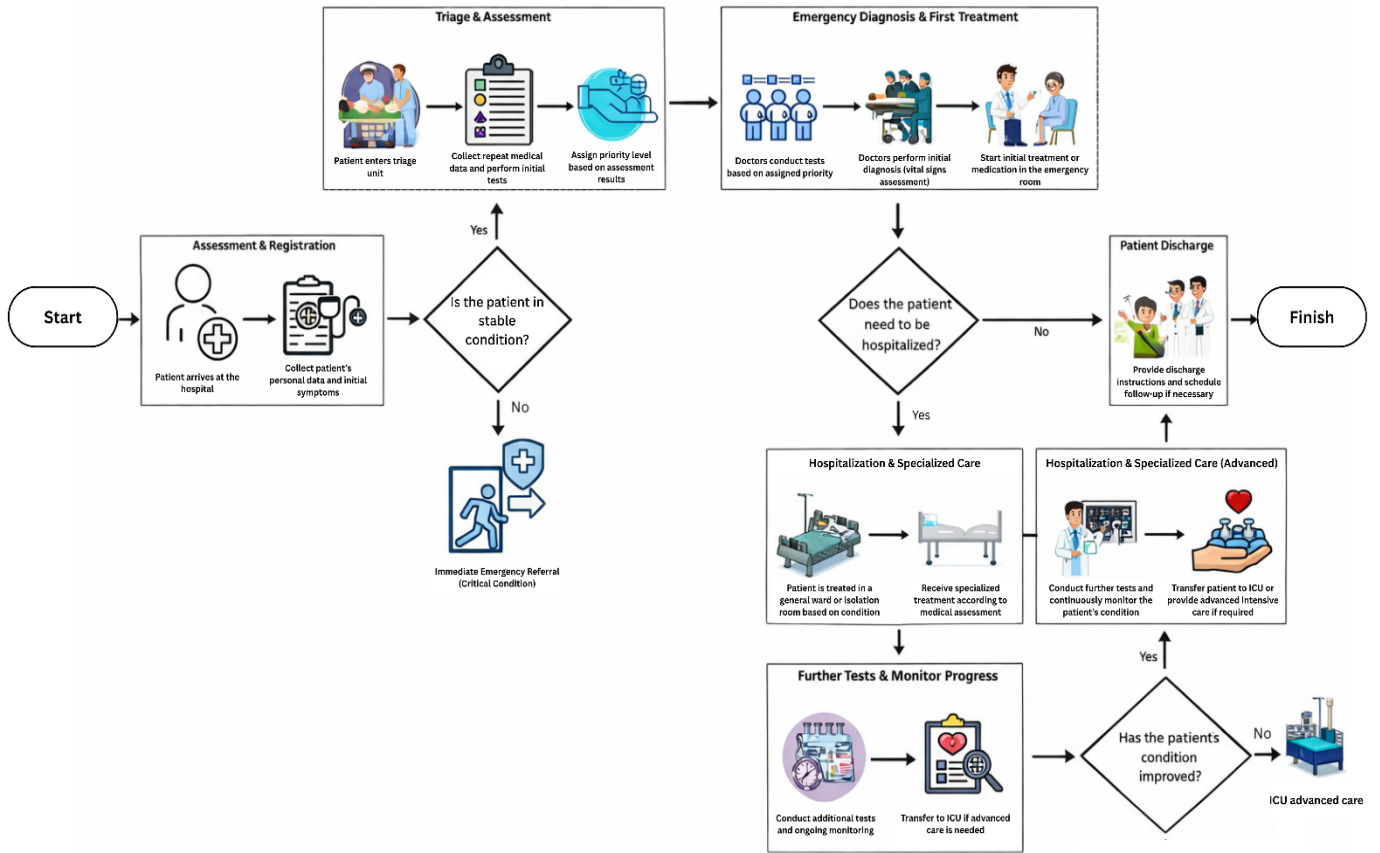 Triage & Assessment
Patient enters triage
unit
Collect repeat medical
data and perform initial
tests
Assign priority level
based on assessment
results
Emergency Diagnosis & First Treatment
Doctors conduct tests
based on assigned priority
Doctors perform initial
diagnosis (vital signs
assessment)
Start initial treatment or
medication in the emergency
room
Start
Assessment & Registration
Patient arrives at the
hospital
Collect patient's
personal data and initial
symptoms
Yes
Is the patient in
stable
condition?
No
Immediate Emergency Referral
(Critical Condition)
Does the patient
need to be
hospitalized?
No
Yes
Patient Discharge
Provide discharge
instructions and schedule
follow-up if necessary
Finish
Hospitalization & Specialized Care
Patient is treated in a
general ward or isolation
room based on condition
Receive specialized
treatment according to
medical assessment
Hospitalization & Specialized Care (Advanced)
Conduct further tests and
continuously monitor the
patient's condition
Transfer patient to ICU or
provide advanced intensive
care if required
Further Tests & Monitor Progress
Conduct additional tests
and ongoing monitoring
Transfer to ICU if advanced
care is needed
Yes
Has the patient's
condition
improved?
No
ICU advanced care